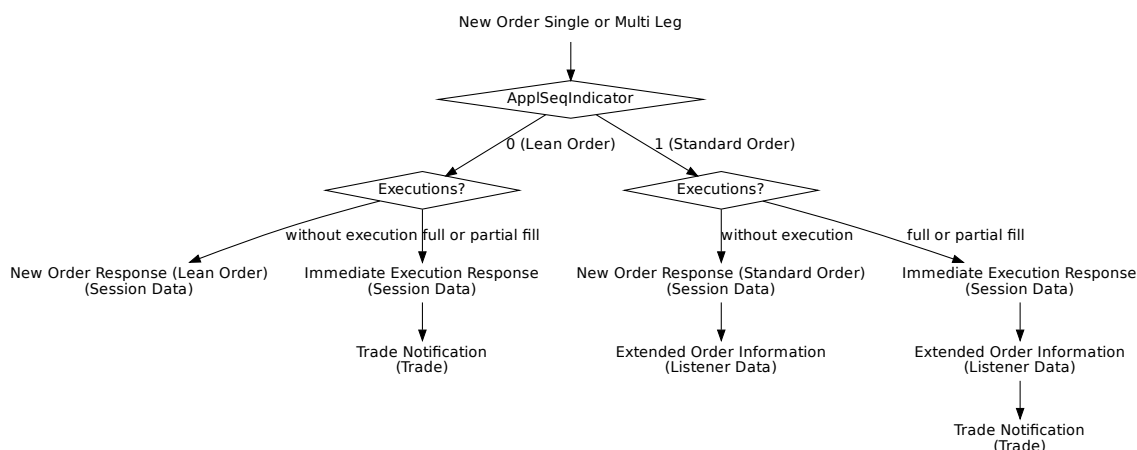 New Order Single or Multi Leg
ApplSeqIndicator
0 (Lean Order)
1 (Standard Order)
Executions?
Executions?
without execution
full or partial fill
without execution
full or partial fill
New Order Response (Lean Order)
(Session Data)
Immediate Execution Response
(Session Data)
New Order Response (Standard Order)
(Session Data)
Immediate Execution Response
(Session Data)
Trade Notification
(Trade)
Extended Order Information
(Listener Data)
Extended Order Information
(Listener Data)
Trade Notification
(Trade)